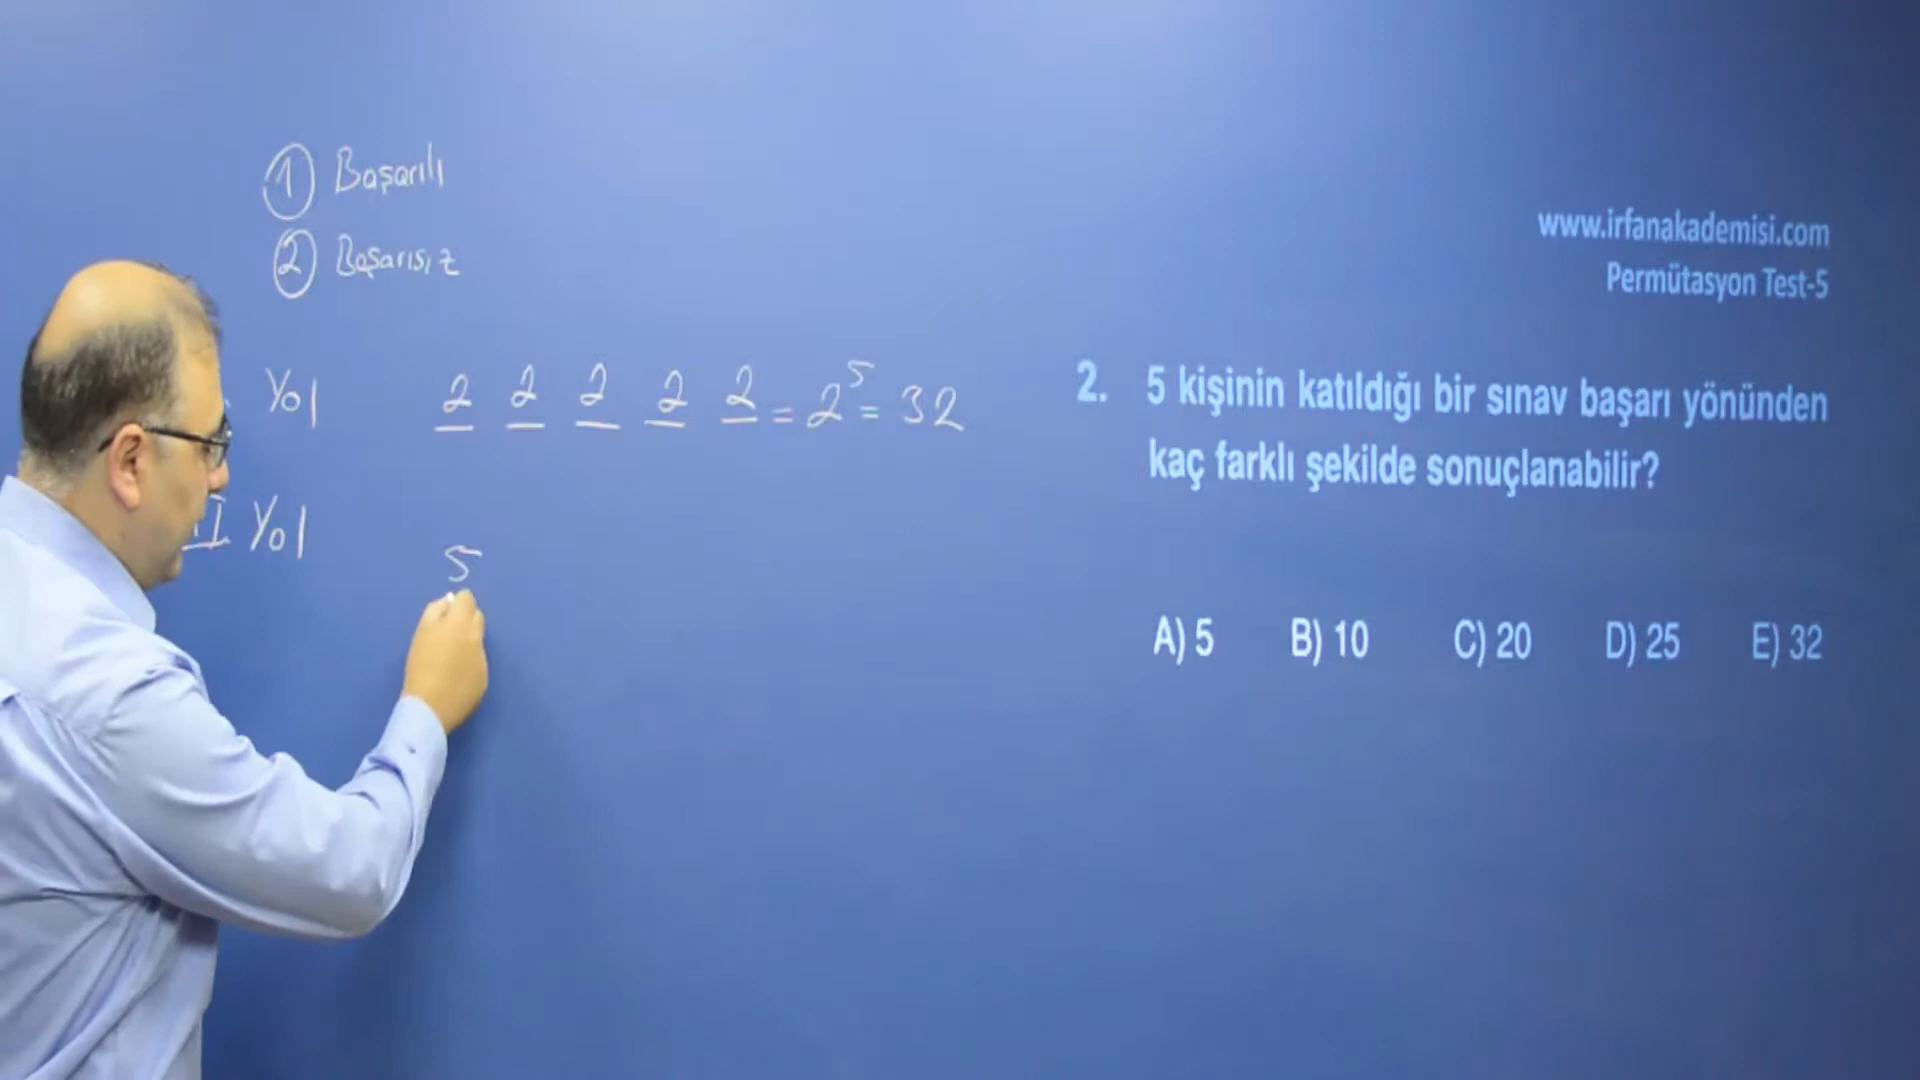 ① Başarılı
② Başarısız
Yol 2 2 2 2 2 = 2⁵ = 32
II Yol
5
www.irfanakademisi.com
Permütasyon Test-5
2. 5 kişinin katıldığı bir sınav başarı yönünden
kaç farklı şekilde sonuçlanabilir?
A) 5 B) 10 C) 20 D) 25 E) 32